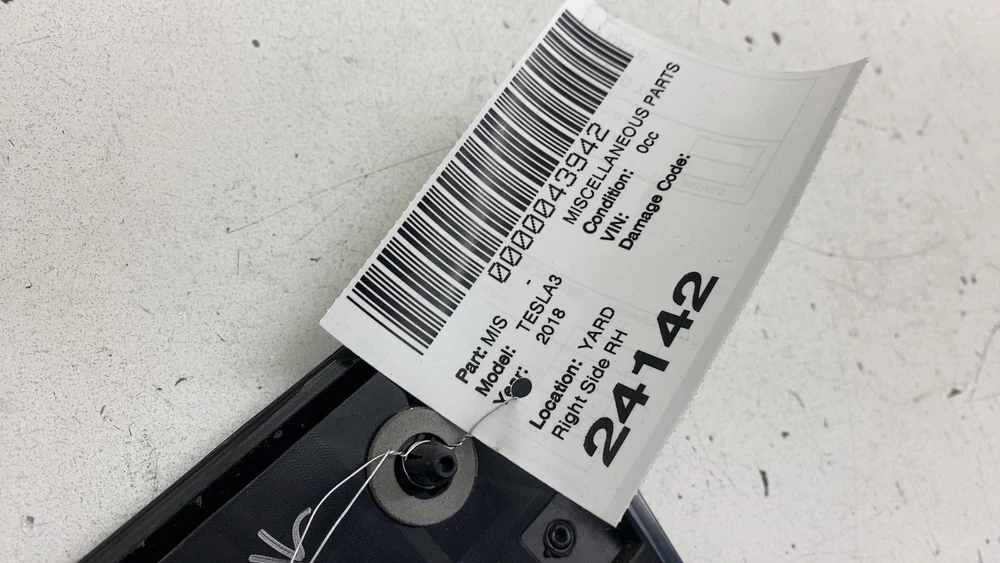 0000043942
Part: MIS - MISCELLANEOUS PARTS
Model: TESLA3 Condition: 0cc
Year: 2018 VIN:
Damage Code:
Location: YARD
Right Side RH
24142